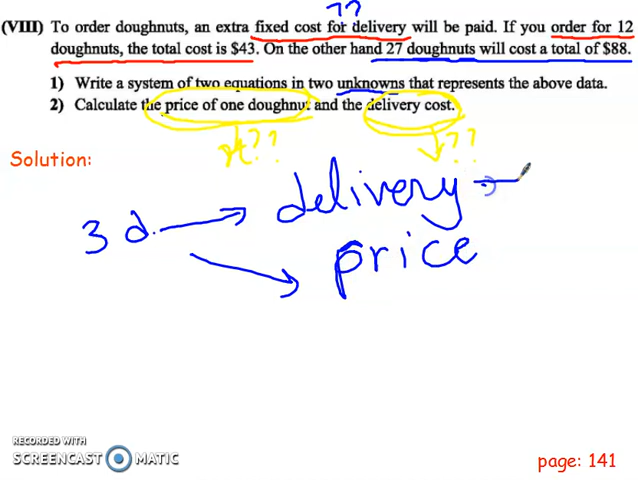 ??
(VIII) To order doughnuts, an extra fixed cost for delivery will be paid. If you order for 12
doughnuts, the total cost is $43. On the other hand 27 doughnuts will cost a total of $88.
1) Write a system of two equations in two unknowns that represents the above data.
2) Calculate the price of one doughnut and the delivery cost.
?? ??
Solution:
3 d. delivery
price
RECORDED WITH
SCREENCAST MATIC
page: 141